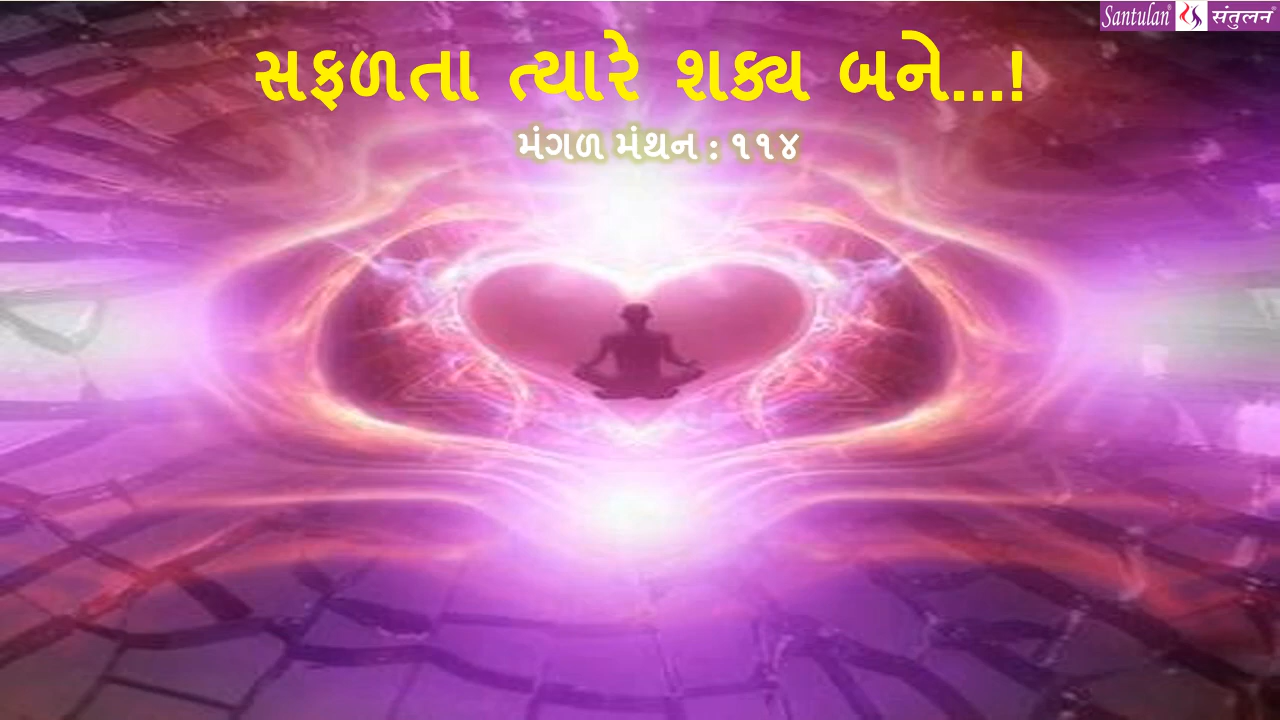 Santulan® संतुलन®
સફળતા ત્યારે શક્ય બને...!
મંગળ મંથન : ૧૧૪